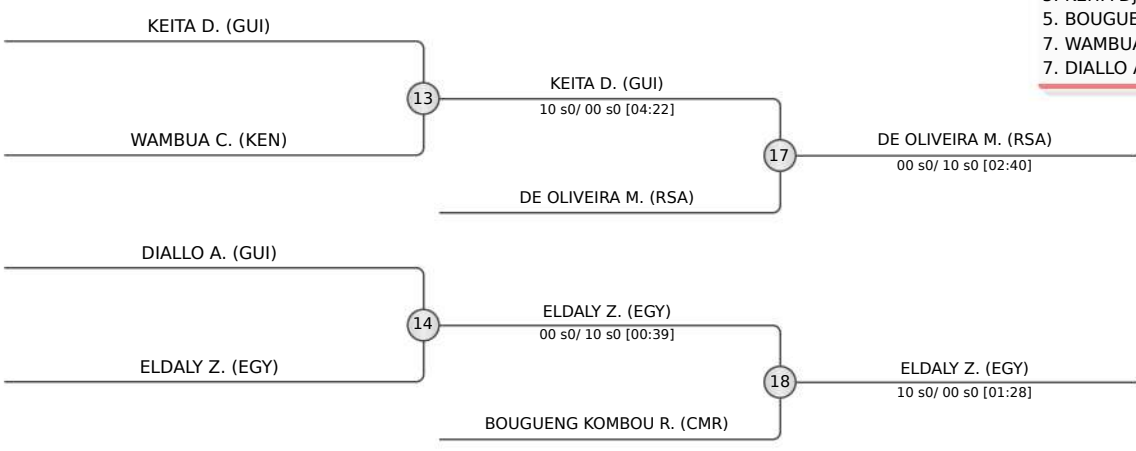 KEITA D. (GUI)
5. BOUGUE
7. WAMBUA
7. DIALLO
13
KEITA D. (GUI)
10 s0/ 00 s0 [04:22]
WAMBUA C. (KEN)
17
DE OLIVEIRA M. (RSA)
00 s0/ 10 s0 [02:40]
DE OLIVEIRA M. (RSA)
DIALLO A. (GUI)
14
ELDALY Z. (EGY)
00 s0/ 10 s0 [00:39]
ELDALY Z. (EGY)
18
ELDALY Z. (EGY)
10 s0/ 00 s0 [01:28]
BOUGUENG KOMBOU R. (CMR)